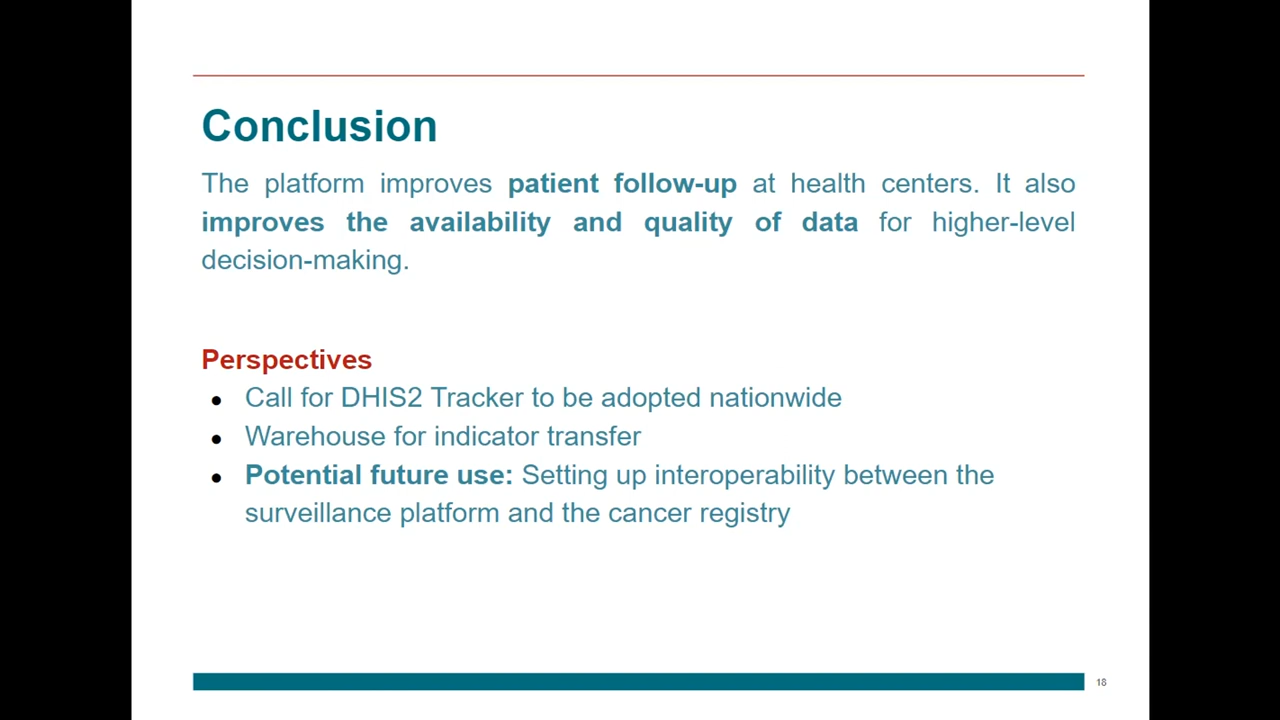 Conclusion
The platform improves patient follow-up at health centers. It also
improves the availability and quality of data for higher-level
decision-making.
Perspectives
● Call for DHIS2 Tracker to be adopted nationwide
● Warehouse for indicator transfer
● Potential future use: Setting up interoperability between the
surveillance platform and the cancer registry
18